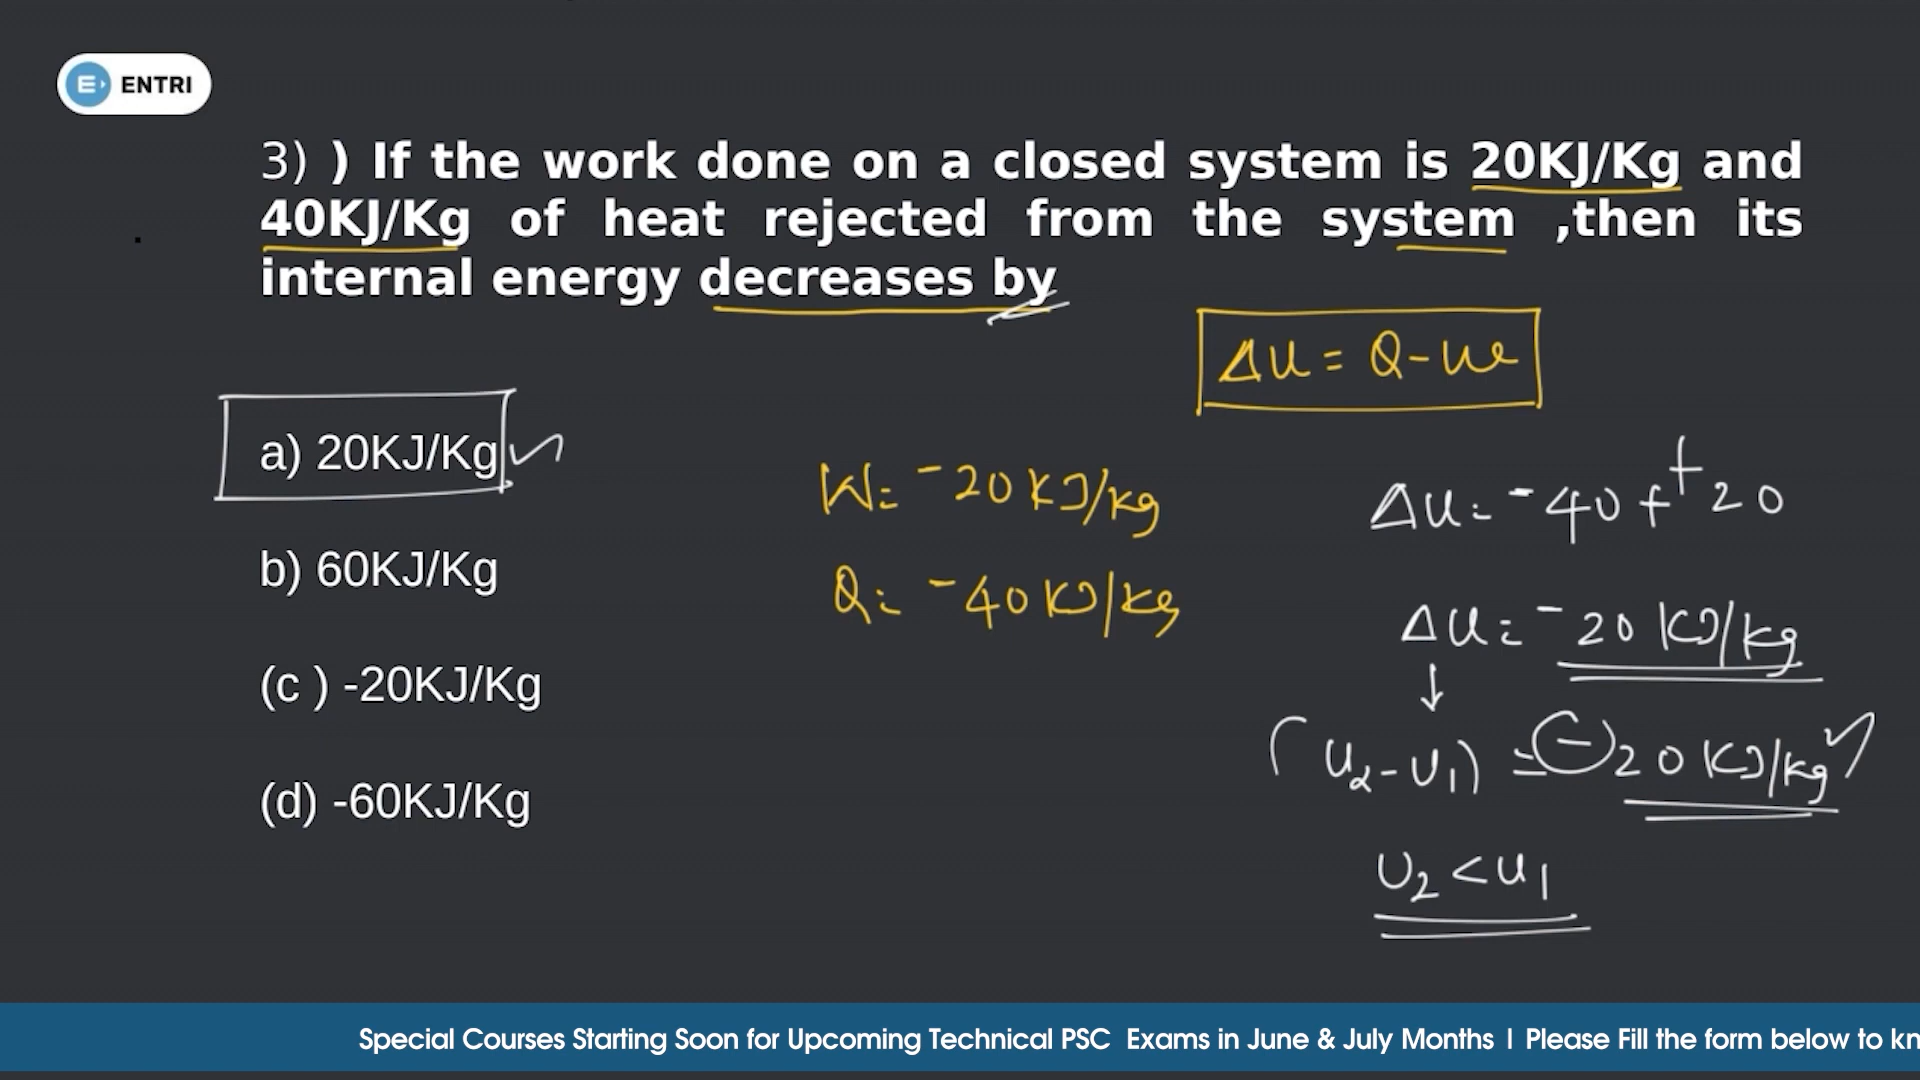 ENTRI
3) ) If the work done on a closed system is 20KJ/Kg and
40KJ/Kg of heat rejected from the system ,then its
internal energy decreases by
ΔU = Q - W
a) 20KJ/Kg
b) 60KJ/Kg
(c ) -20KJ/Kg
(d) -60KJ/Kg
W = -20 KJ/kg
Q = -40 KJ/kg
ΔU = -40 + +20
ΔU = -20 KJ/kg
(U2 - U1) = -20 KJ/kg
U2 < U1
Special Courses Starting Soon for Upcoming Technical PSC Exams in June & July Months | Please Fill the form below to kn